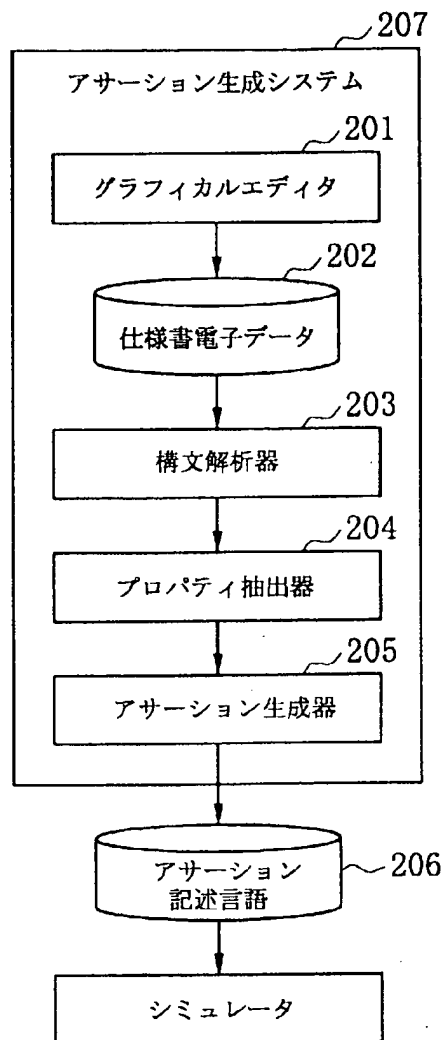 207
アサーション生成システム
201
グラフィカルエディタ
202
仕様書電子データ
203
構文解析器
204
プロパティ抽出器
205
アサーション生成器
アサーション
記述言語
206
シミュレータ